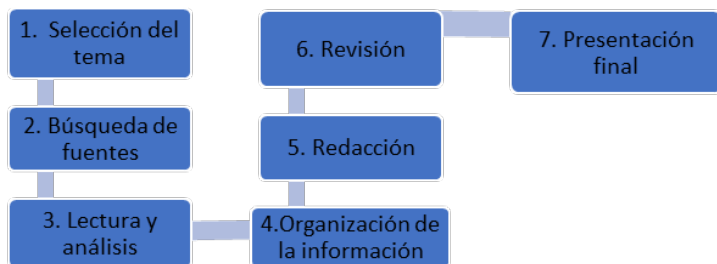 1. Selección del
tema
2. Búsqueda de
fuentes
3. Lectura y
análisis
4.Organización de
la información
5. Redacción
6. Revisión
7. Presentación
final